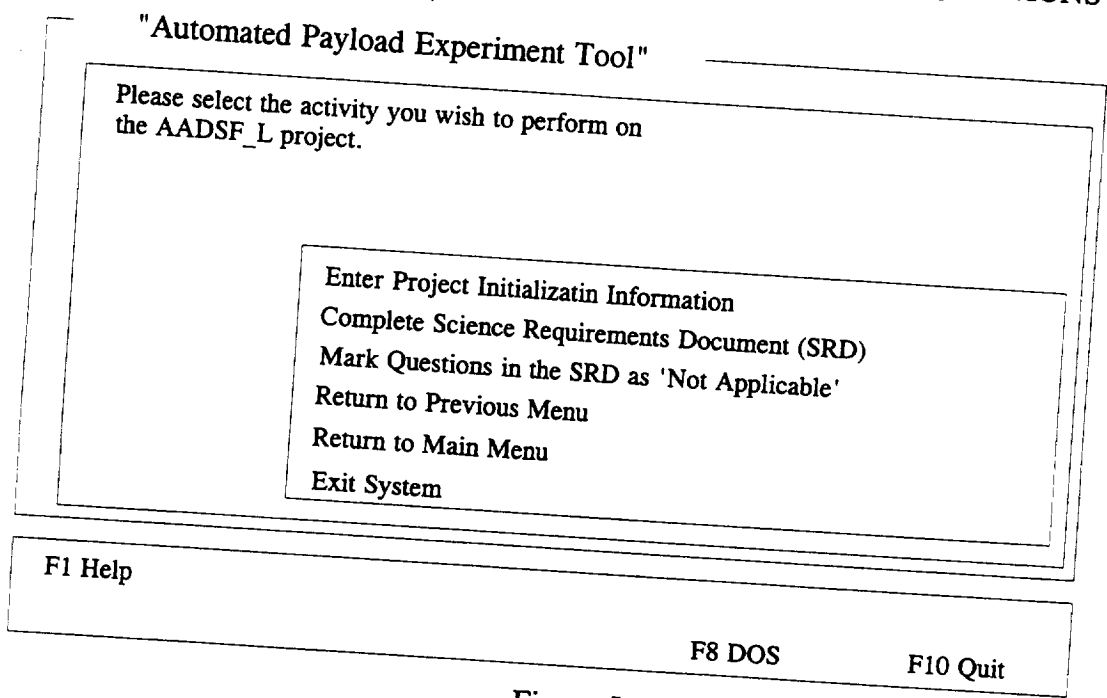 "Automated Payload Experiment Tool"
Please select the activity you wish to perform on
the AADSF_L project.
Enter Project Initializatin Information
Complete Science Requirements Document (SRD)
Mark Questions in the SRD as 'Not Applicable'
Return to Previous Menu
Return to Main Menu
Exit System
F1 Help
F8 DOS
F10 Quit